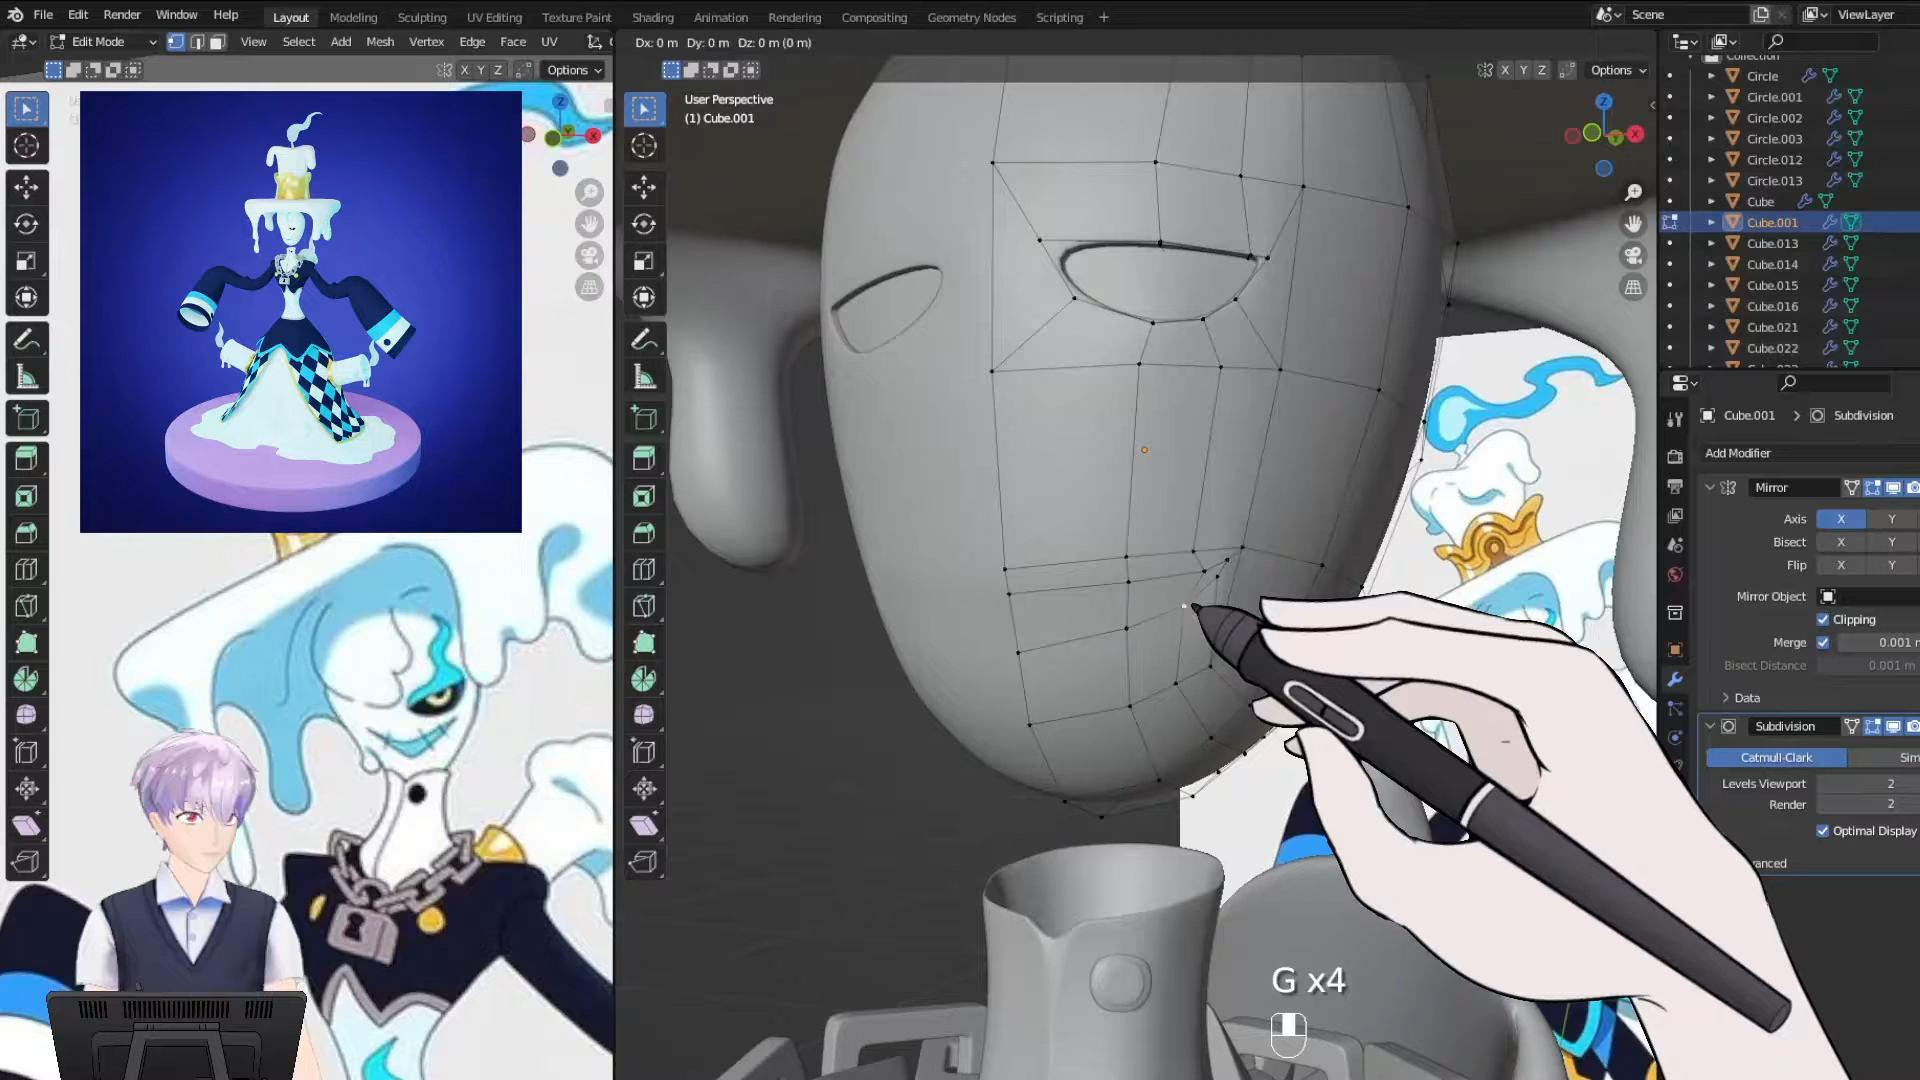 File Edit Render Window Help
Layout Modeling Sculpting UV Editing Texture Paint Shading Animation Rendering Compositing Geometry Nodes Scripting +
Scene
ViewLayer
Edit Mode View Select Add Mesh Vertex Edge Face UV
Dx: 0 m Dy: 0 m Dz: 0 m (0 m)
X Y Z Options
X Y Z Options
User Perspective
(1) Cube.001
Z
X
Z
X
Collection
Circle
Circle.001
Circle.002
Circle.003
Circle.012
Circle.013
Cube
Cube.001
Cube.013
Cube.014
Cube.015
Cube.016
Cube.021
Cube.022
Cube.001 > Subdivision
Add Modifier
Mirror
Axis X Y
Bisect X Y
Flip X Y
Mirror Object
Clipping
Merge 0.001 m
Bisect Distance 0.001 m
Data
Subdivision
Catmull-Clark
Levels Viewport 2
Render 2
Optimal Display
G x4